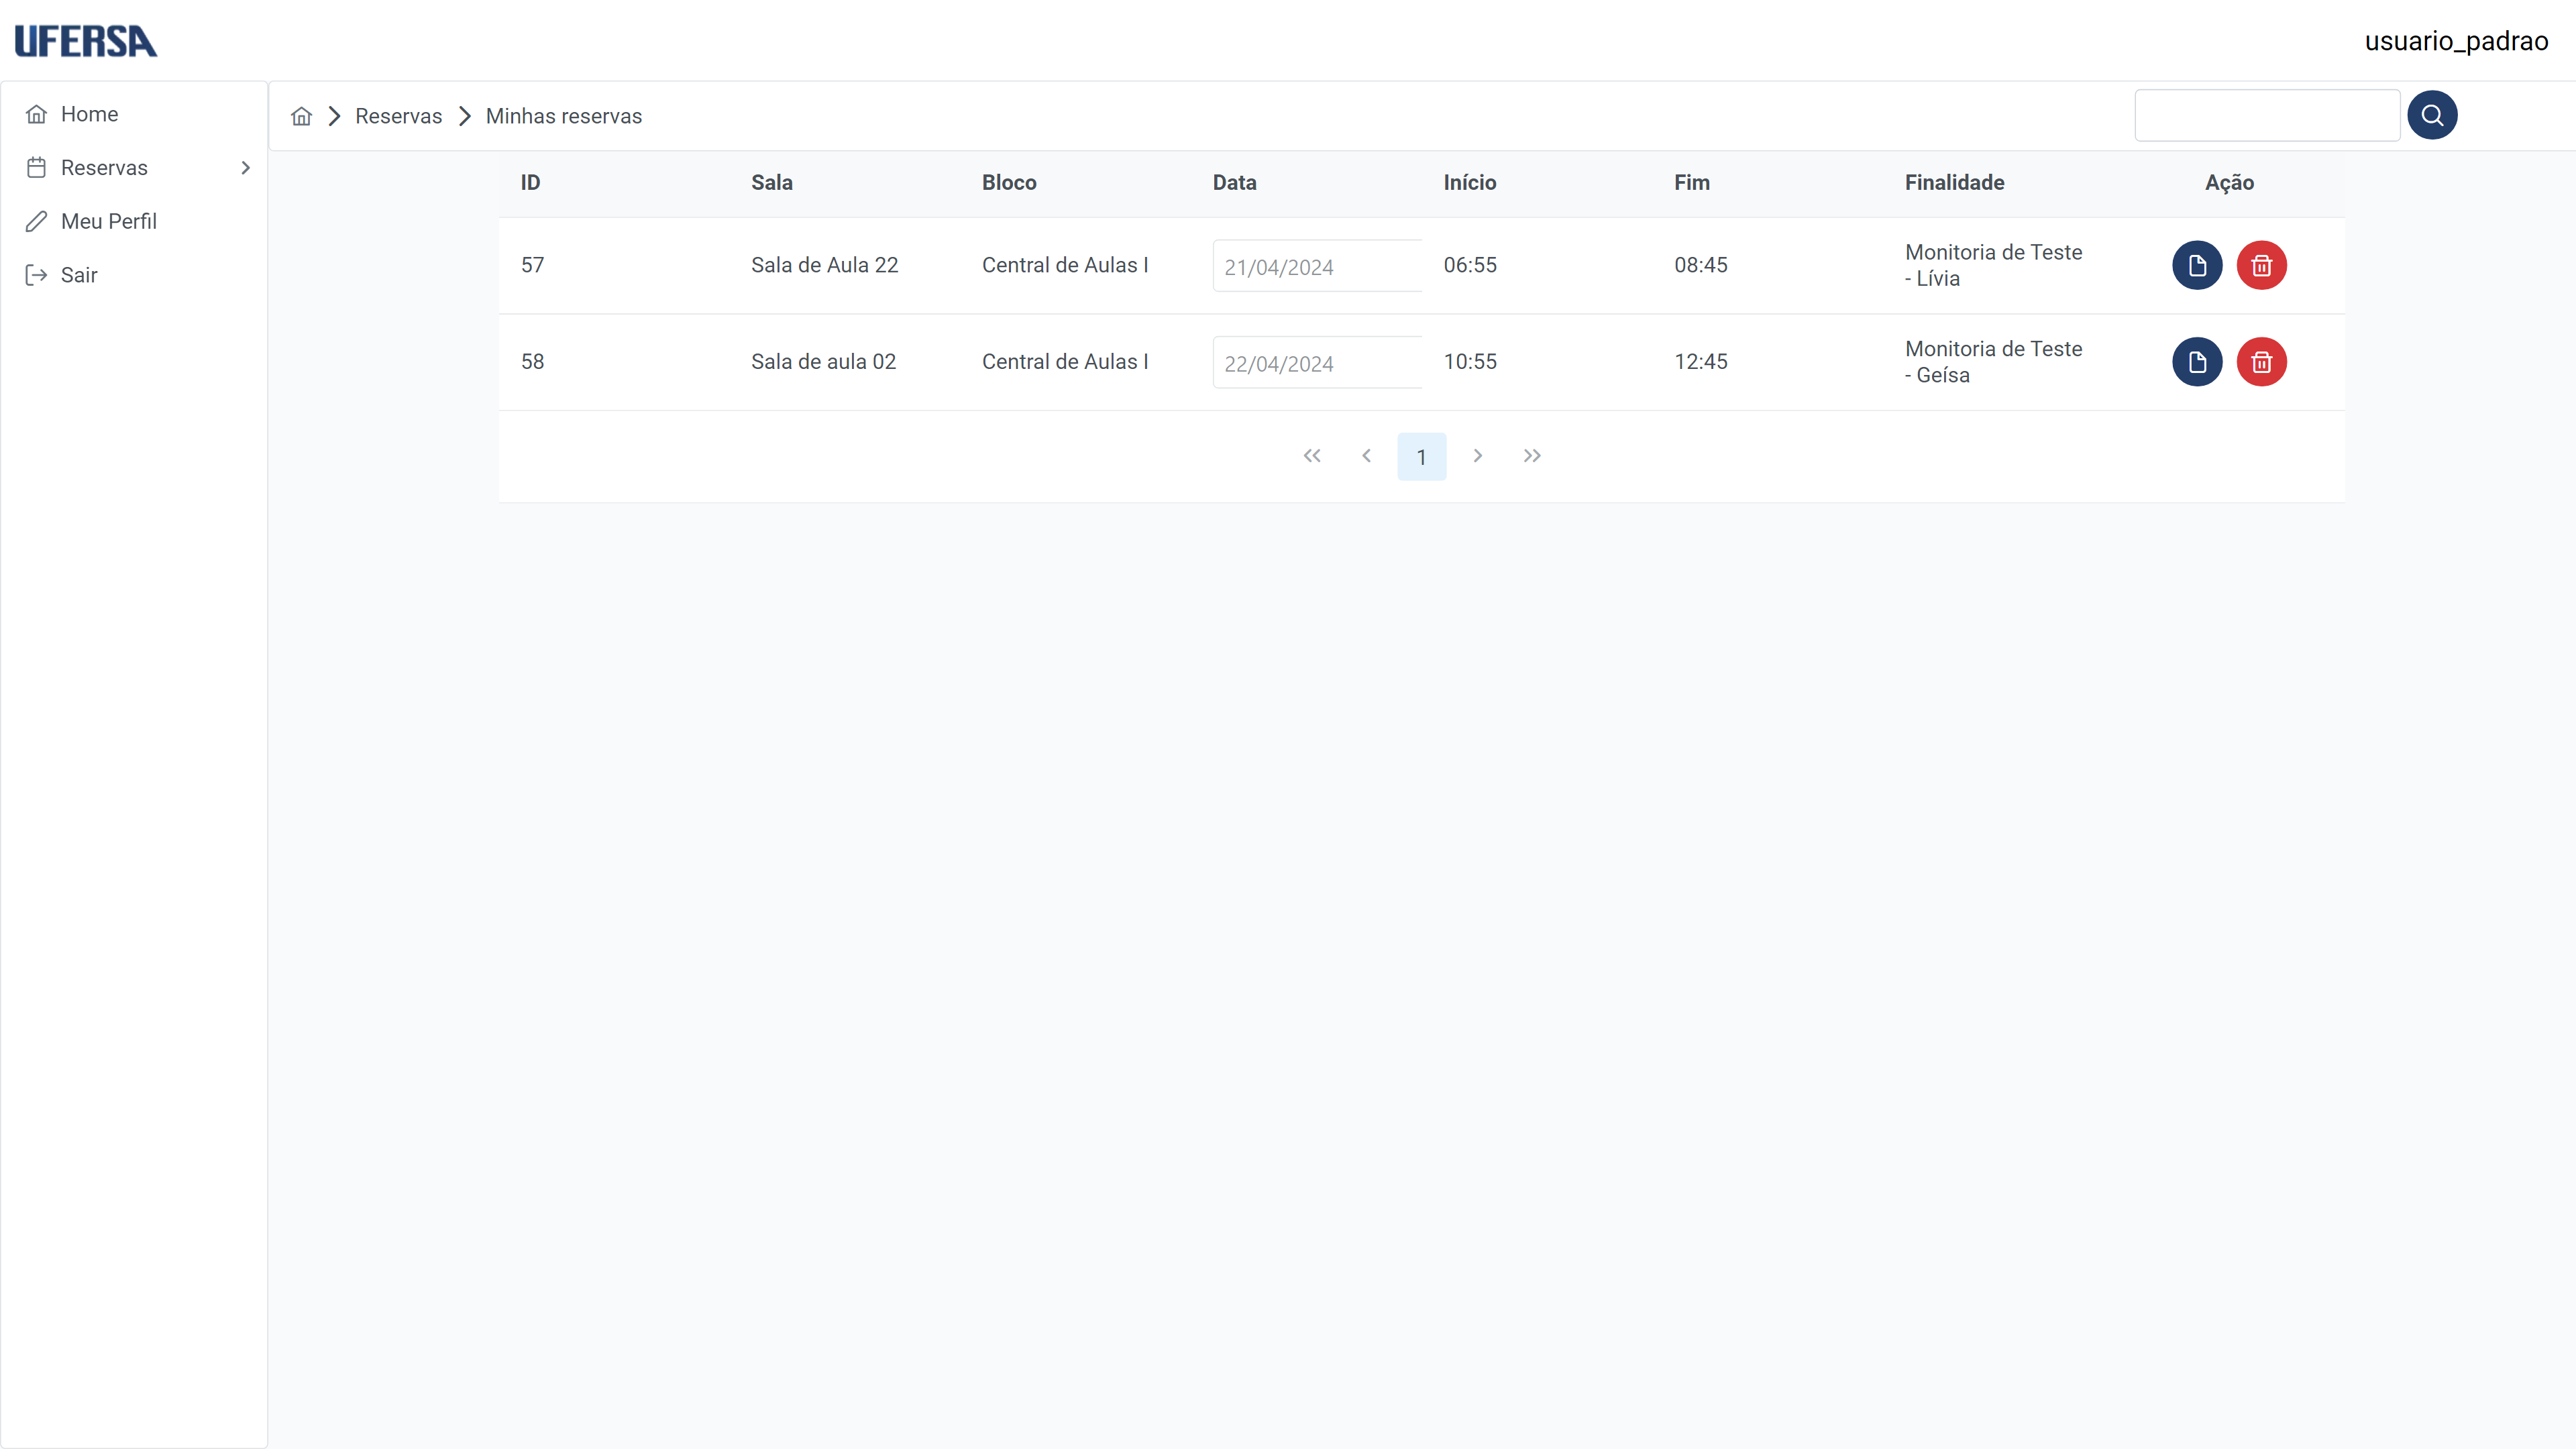 UFERSA
usuario_padrao
Home
Reservas
Meu Perfil
Sair
Reservas Minhas reservas
ID Sala Bloco Data Início Fim Finalidade Ação
57 Sala de Aula 22 Central de Aulas I 21/04/2024 06:55 08:45 Monitoria de Teste
- Lívia
58 Sala de aula 02 Central de Aulas I 22/04/2024 10:55 12:45 Monitoria de Teste
- Geísa
1